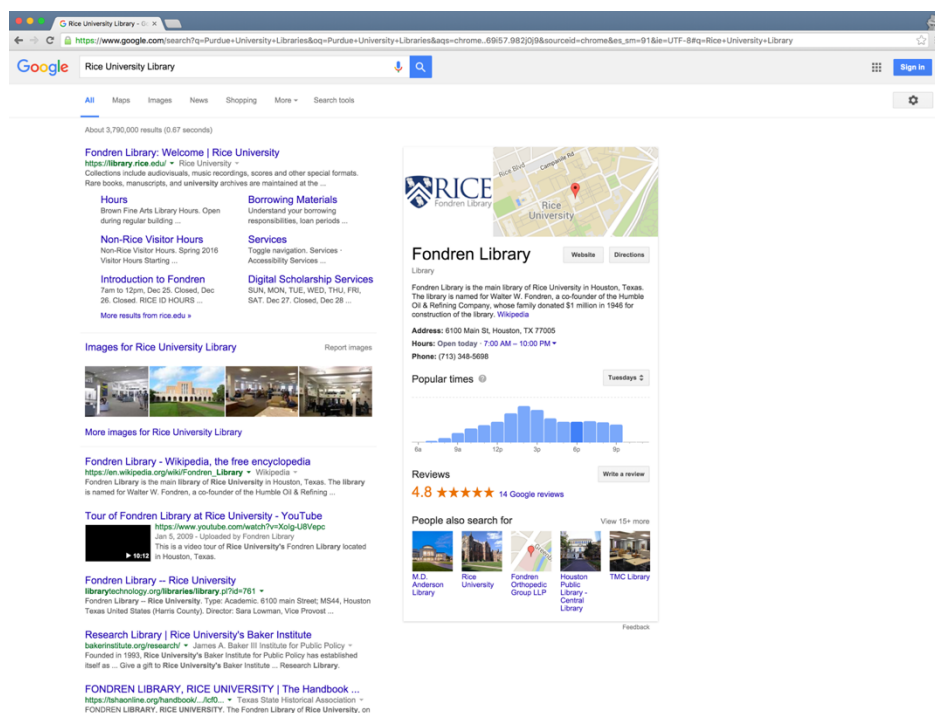 Rice University Library - Go
https://www.google.com/search?q=Purdue+University+Libraries&oq=Purdue+University+Libraries&aqs=chrome..69i57.982j0j9&sourceid=chrome&es_sm=91&ie=UTF-8#q=Rice+University+Library
Google
Rice University Library
Sign in
All Maps Images News Shopping More Search tools
About 3,790,000 results (0.67 seconds)
Fondren Library: Welcome | Rice University
https://library.rice.edu/ Rice University
Collections include audiovisuals, music recordings, scores and other special formats.
Rare books, manuscripts, and university archives are maintained at the ...
Hours
Brown Fine Arts Library Hours. Open
during regular building ...
Borrowing Materials
Understand your borrowing
responsibilities, loan periods ...
Non-Rice Visitor Hours
Non-Rice Visitor Hours. Spring 2016
Visitor Hours Starting ...
Services
Toggle navigation. Services ·
Accessibility Services ...
Introduction to Fondren
7am to 12pm, Dec 25. Closed, Dec
26. Closed. RICE ID HOURS ...
Digital Scholarship Services
SUN, MON, TUE, WED, THU, FRI,
SAT. Dec 27. Closed, Dec 28 ...
More results from rice.edu »
Images for Rice University Library
Report images
More images for Rice University Library
Fondren Library - Wikipedia, the free encyclopedia
https://en.wikipedia.org/wiki/Fondren_Library Wikipedia
Fondren Library is the main library of Rice University in Houston, Texas. The library
is named for Walter W. Fondren, a co-founder of the Humble Oil & Refining ...
Tour of Fondren Library at Rice University - YouTube
https://www.youtube.com/watch?v=XoIg-U8Vepc
Jan 5, 2009 - Uploaded by Fondren Library
This is a video tour of Rice University's Fondren Library located
in Houston, Texas.
10:12
Fondren Library -- Rice University
librarytechnology.org/libraries/library.pl?id=761
Fondren Library -- Rice University. Type: Academic. 6100 main Street; MS44, Houston
Texas United States (Harris County). Director: Sara Lowman, Vice Provost ...
Research Library | Rice University's Baker Institute
bakerinstitute.org/research/ James A. Baker III Institute for Public Policy
Founded in 1993, Rice University's Baker Institute for Public Policy has established
itself as ... Give a gift to Rice University's Baker Institute ... Research Library.
FONDREN LIBRARY, RICE UNIVERSITY | The Handbook ...
https://tshaonline.org/handbook/.../lcf0... Texas State Historical Association
FONDREN LIBRARY, RICE UNIVERSITY. The Fondren Library of Rice University, on
RICE
Fondren Library
Rice Blvd
Campanile Rd
Rice
University
Fondren Library
Website
Directions
Library
Fondren Library is the main library of Rice University in Houston, Texas.
The library is named for Walter W. Fondren, a co-founder of the Humble
Oil & Refining Company, whose family donated $1 million in 1946 for
construction of the library. Wikipedia
Address: 6100 Main St, Houston, TX 77005
Hours: Open today · 7:00 AM – 10:00 PM
Phone: (713) 348-5698
Popular times
Tuesdays
6a 9a 12p 3p 6p 9p
Reviews
Write a review
4.8 14 Google reviews
People also search for
View 15+ more
M.D.
Anderson
Library
Rice
University
Fondren
Orthopedic
Group LLP
Houston
Public
Library -
Central
Library
TMC Library
Feedback